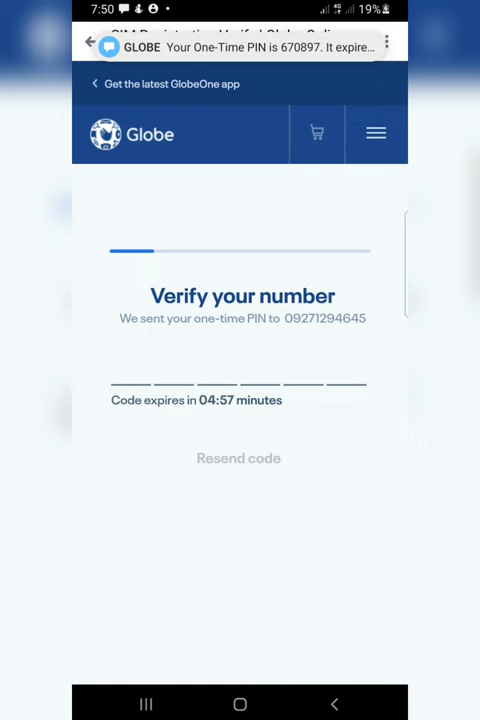 7:50 19%
GLOBE Your One-Time PIN is 670897. It expire...
Get the latest GlobeOne app
Globe
Verify your number
We sent your one-time PIN to 09271294645
Code expires in 04:57 minutes
Resend code